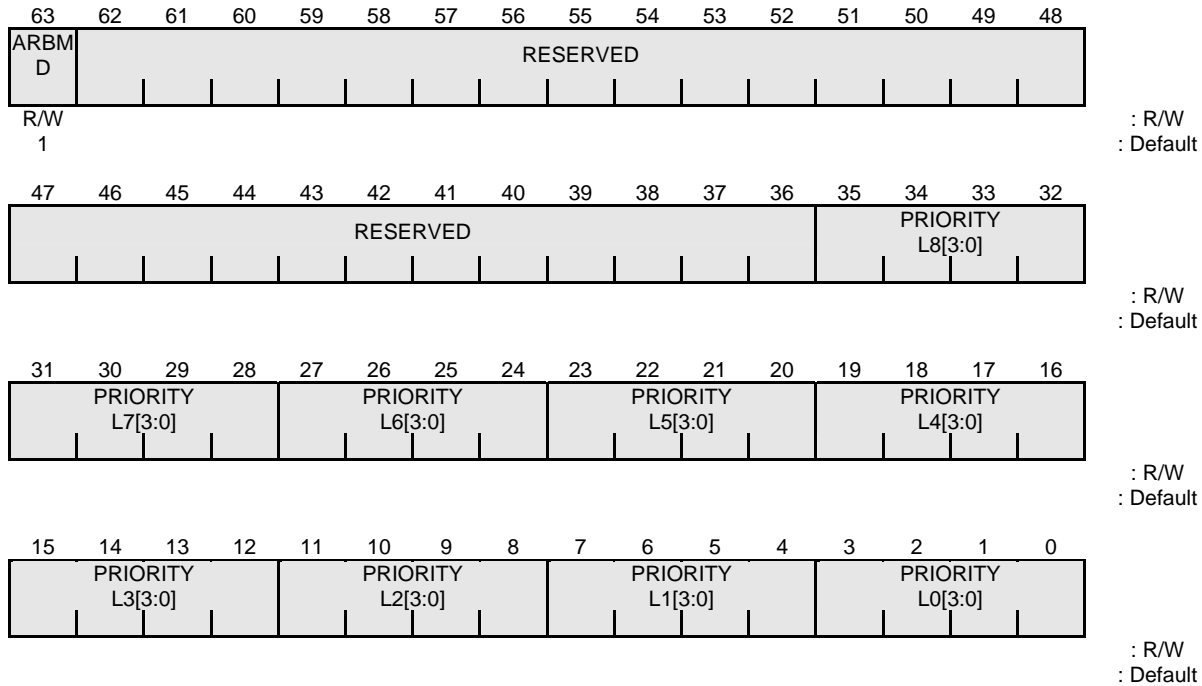 63 62 61 60 59 58 57 56 55 54 53 52 51 50 49 48
ARBM
D
RESERVED
R/W : R/W
1 : Default
47 46 45 44 43 42 41 40 39 38 37 36 35 34 33 32
RESERVED
PRIORITY
L8[3:0]
: R/W
: Default
31 30 29 28 27 26 25 24 23 22 21 20 19 18 17 16
PRIORITY PRIORITY PRIORITY PRIORITY
L7[3:0] L6[3:0] L5[3:0] L4[3:0]
: R/W
: Default
15 14 13 12 11 10 9 8 7 6 5 4 3 2 1 0
PRIORITY PRIORITY PRIORITY PRIORITY
L3[3:0] L2[3:0] L1[3:0] L0[3:0]
: R/W
: Default